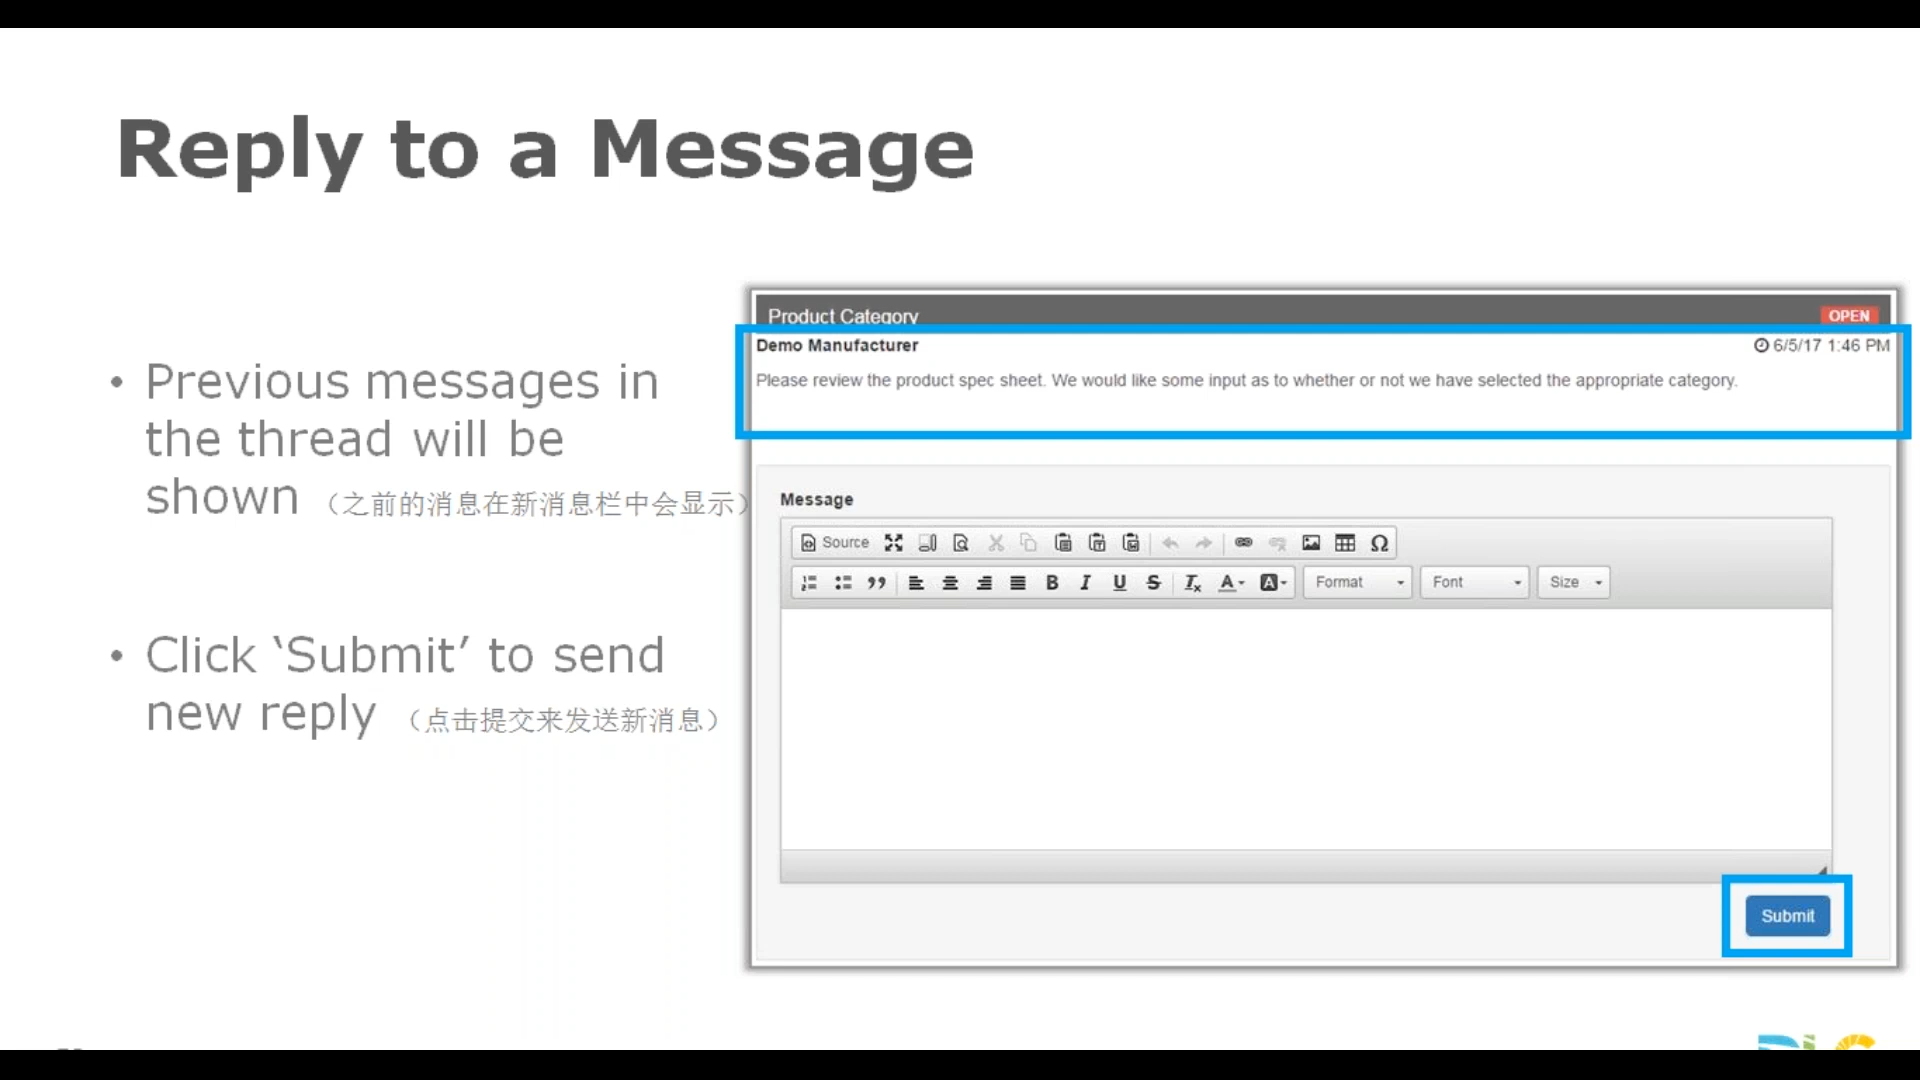 Reply to a Message
• Previous messages in
the thread will be
shown （之前的消息在新消息栏中会显示）
• Click ‘Submit’ to send
new reply （点击提交来发送新消息）
Product Category
OPEN
Demo Manufacturer
6/5/17 1:46 PM
Please review the product spec sheet. We would like some input as to whether or not we have selected the appropriate category.
Message
Source
Format Font Size
Submit